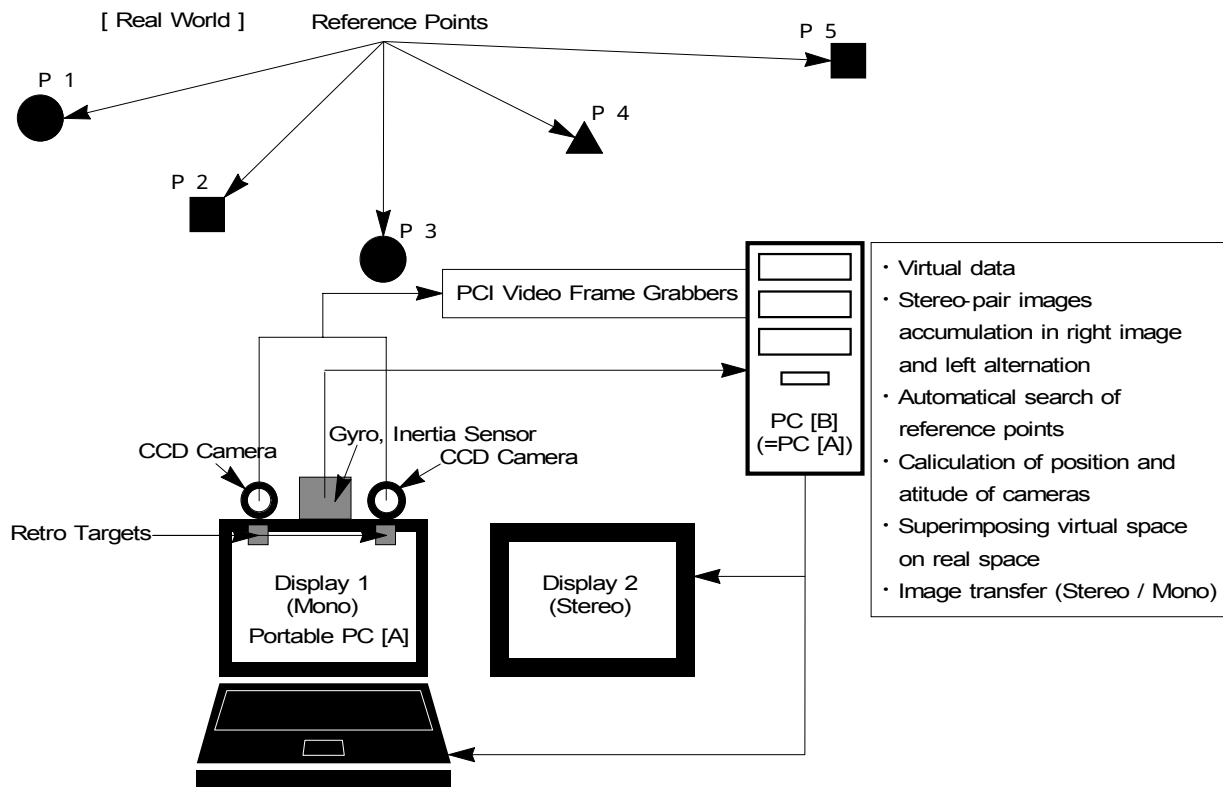 [ Real World ]
Reference Points
P 5
P 1
P 4
P 2
P 3
PCI Video Frame Grabbers
・Virtual data
・Stereo-pair images
accumulation in right image
and left alternation
・Automatical search of
reference points
・Caliculation of position and
atitude of cameras
・Superimposing virtual space
on real space
・Image transfer (Stereo / Mono)
PC [B]
(=PC [A])
Gyro, Inertia Sensor
CCD Camera
CCD Camera
Retro Targets
Display 1
(Mono)
Portable PC [A]
Display 2
(Stereo)